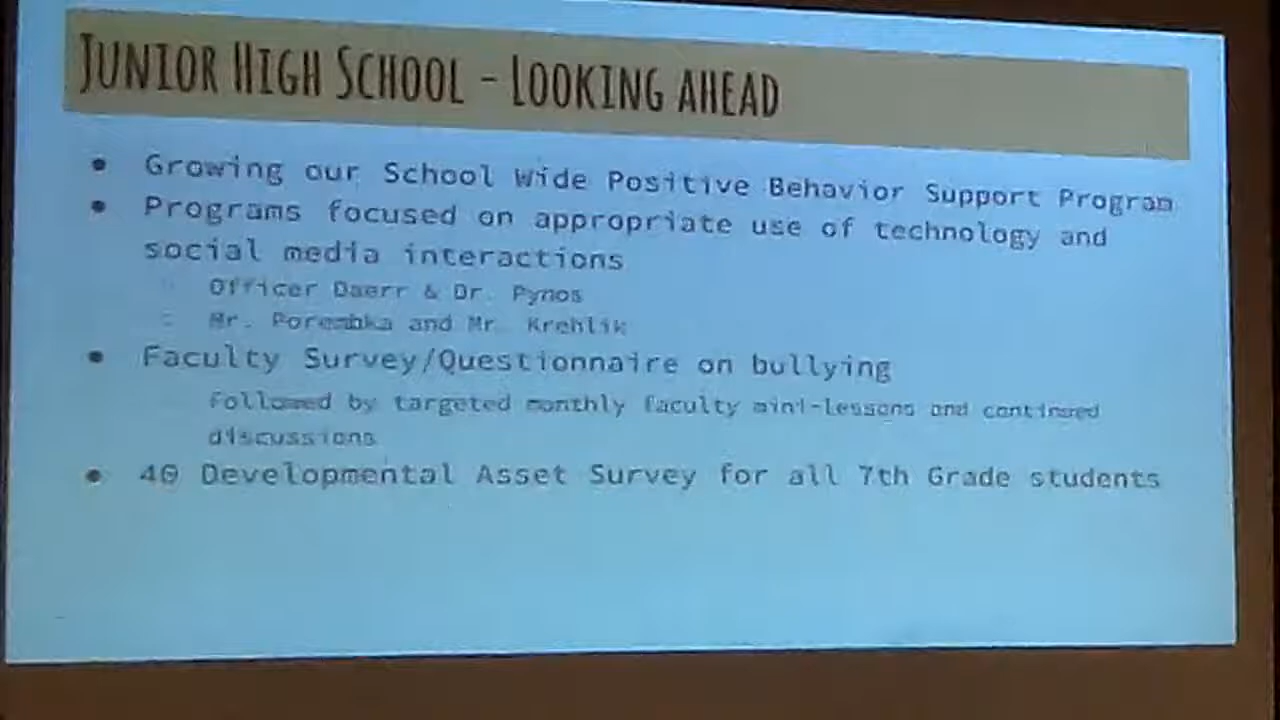 JUNIOR HIGH SCHOOL - LOOKING AHEAD
Growing our School Wide Positive Behavior Support Program
Programs focused on appropriate use of technology and
social media interactions
Officer Daerr & Dr. Pynos
Mr. Porembka and Mr. Krehlik
Faculty Survey/Questionnaire on bullying
followed by targeted monthly faculty mini-lessons and continued
discussions
40 Developmental Asset Survey for all 7th Grade students